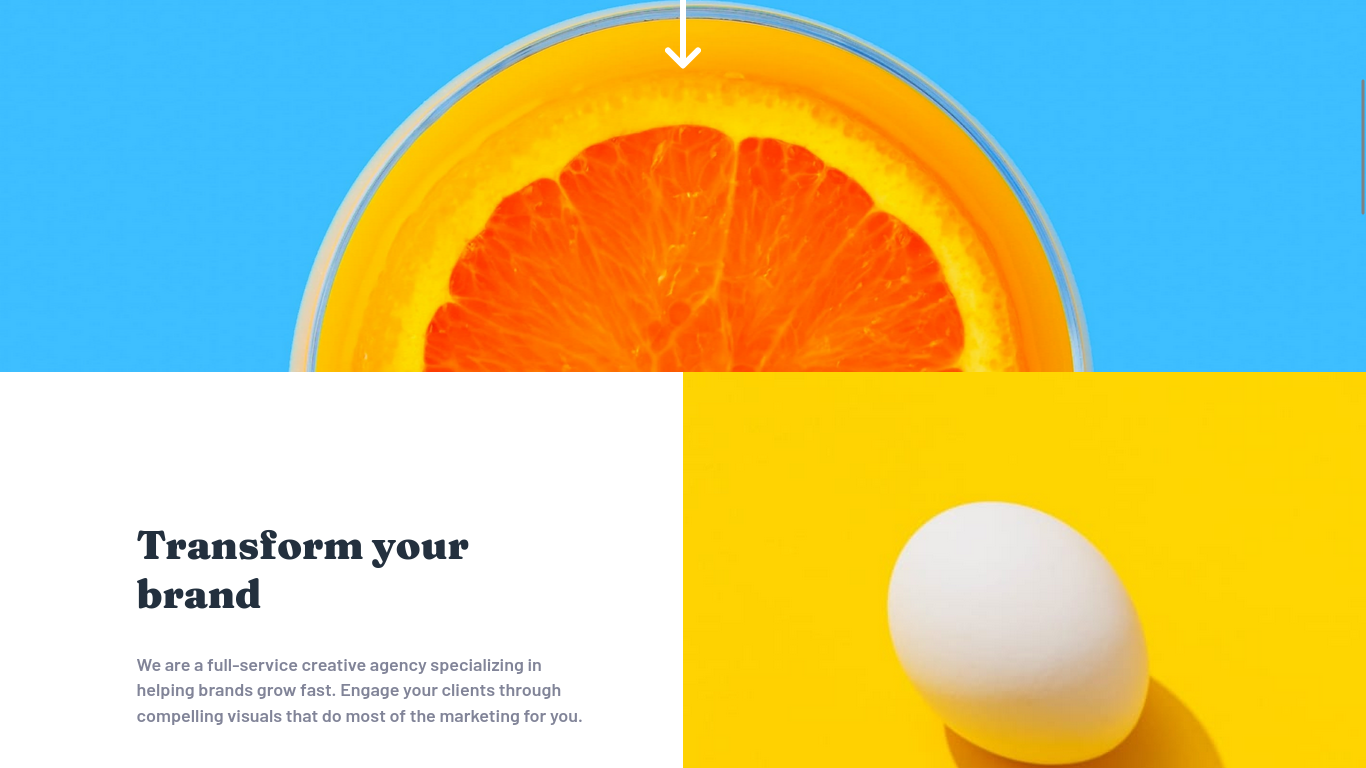 Transform your
brand
We are a full-service creative agency specializing in
helping brands grow fast. Engage your clients through
compelling visuals that do most of the marketing for you.